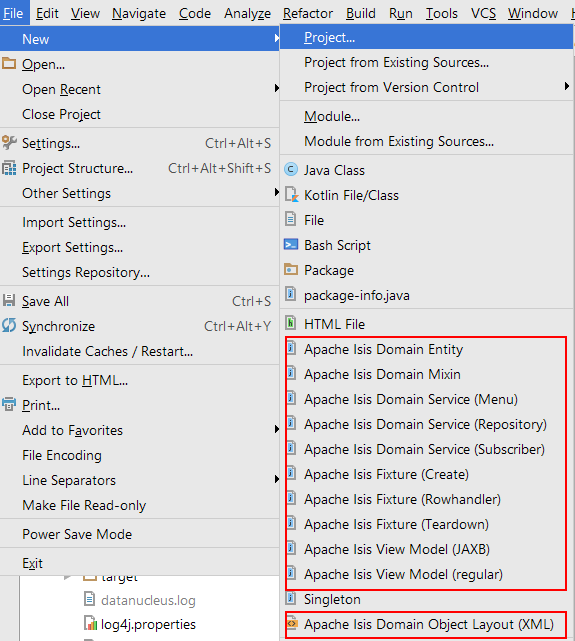 File Edit View Navigate Code Analyze Refactor Build Run Tools VCS Window
New
Open...
Open Recent
Close Project
Settings... Ctrl+Alt+S
Project Structure... Ctrl+Alt+Shift+S
Other Settings
Import Settings...
Export Settings...
Settings Repository...
Save All Ctrl+S
Synchronize Ctrl+Alt+Y
Invalidate Caches / Restart...
Export to HTML...
Print...
Add to Favorites
File Encoding
Line Separators
Make File Read-only
Power Save Mode
Exit
Project...
Project from Existing Sources...
Project from Version Control
Module...
Module from Existing Sources...
Java Class
Kotlin File/Class
File
Bash Script
Package
package-info.java
HTML File
Apache Isis Domain Entity
Apache Isis Domain Mixin
Apache Isis Domain Service (Menu)
Apache Isis Domain Service (Repository)
Apache Isis Domain Service (Subscriber)
Apache Isis Fixture (Create)
Apache Isis Fixture (Rowhandler)
Apache Isis Fixture (Teardown)
Apache Isis View Model (JAXB)
Apache Isis View Model (regular)
Singleton
Apache Isis Domain Object Layout (XML)
target
datanucleus.log
log4j.properties